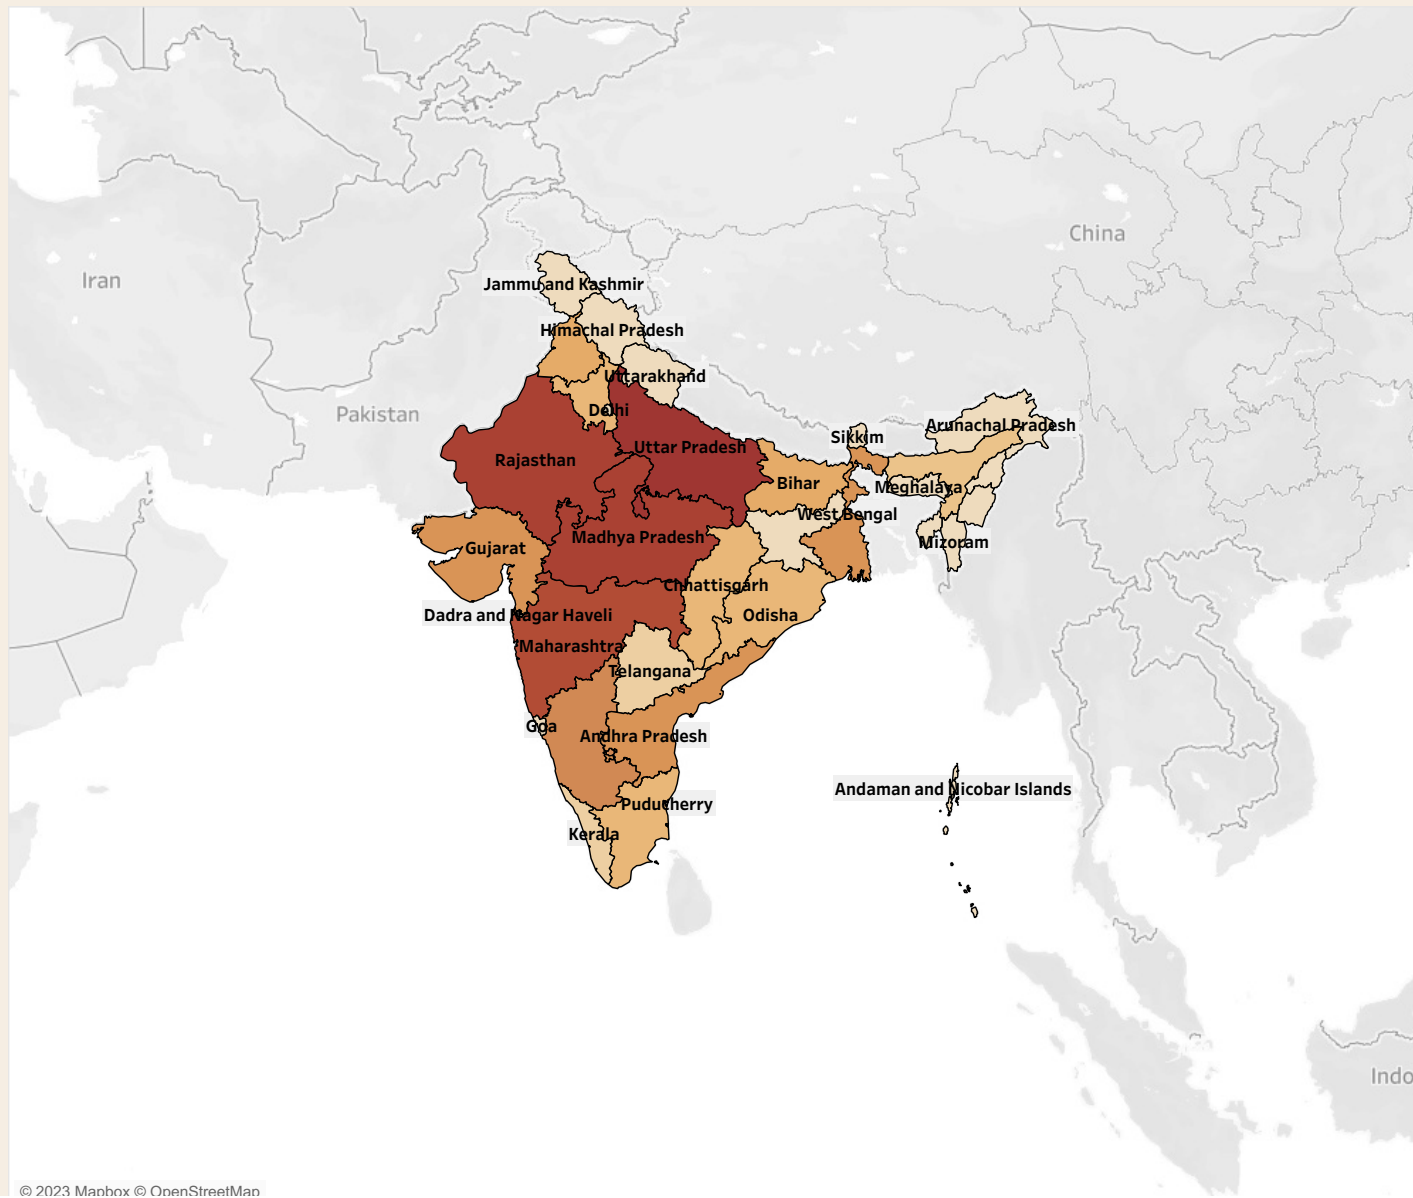 China
Iran
Jammu and Kashmir
Himachal Pradesh
Uttarakhand
Pakistan
Delhi
Arunachal Pradesh
Sikkim
Uttar Pradesh
Rajasthan
Bihar
Meghalaya
West Bengal
Madhya Pradesh
Mizoram
Gujarat
Chhattisgarh
Dadra and Nagar Haveli
Odisha
Maharashtra
Telangana
Goa
Andhra Pradesh
Andaman and Nicobar Islands
Puducherry
Kerala
Indo
© 2023 Mapbox © OpenStreetMap